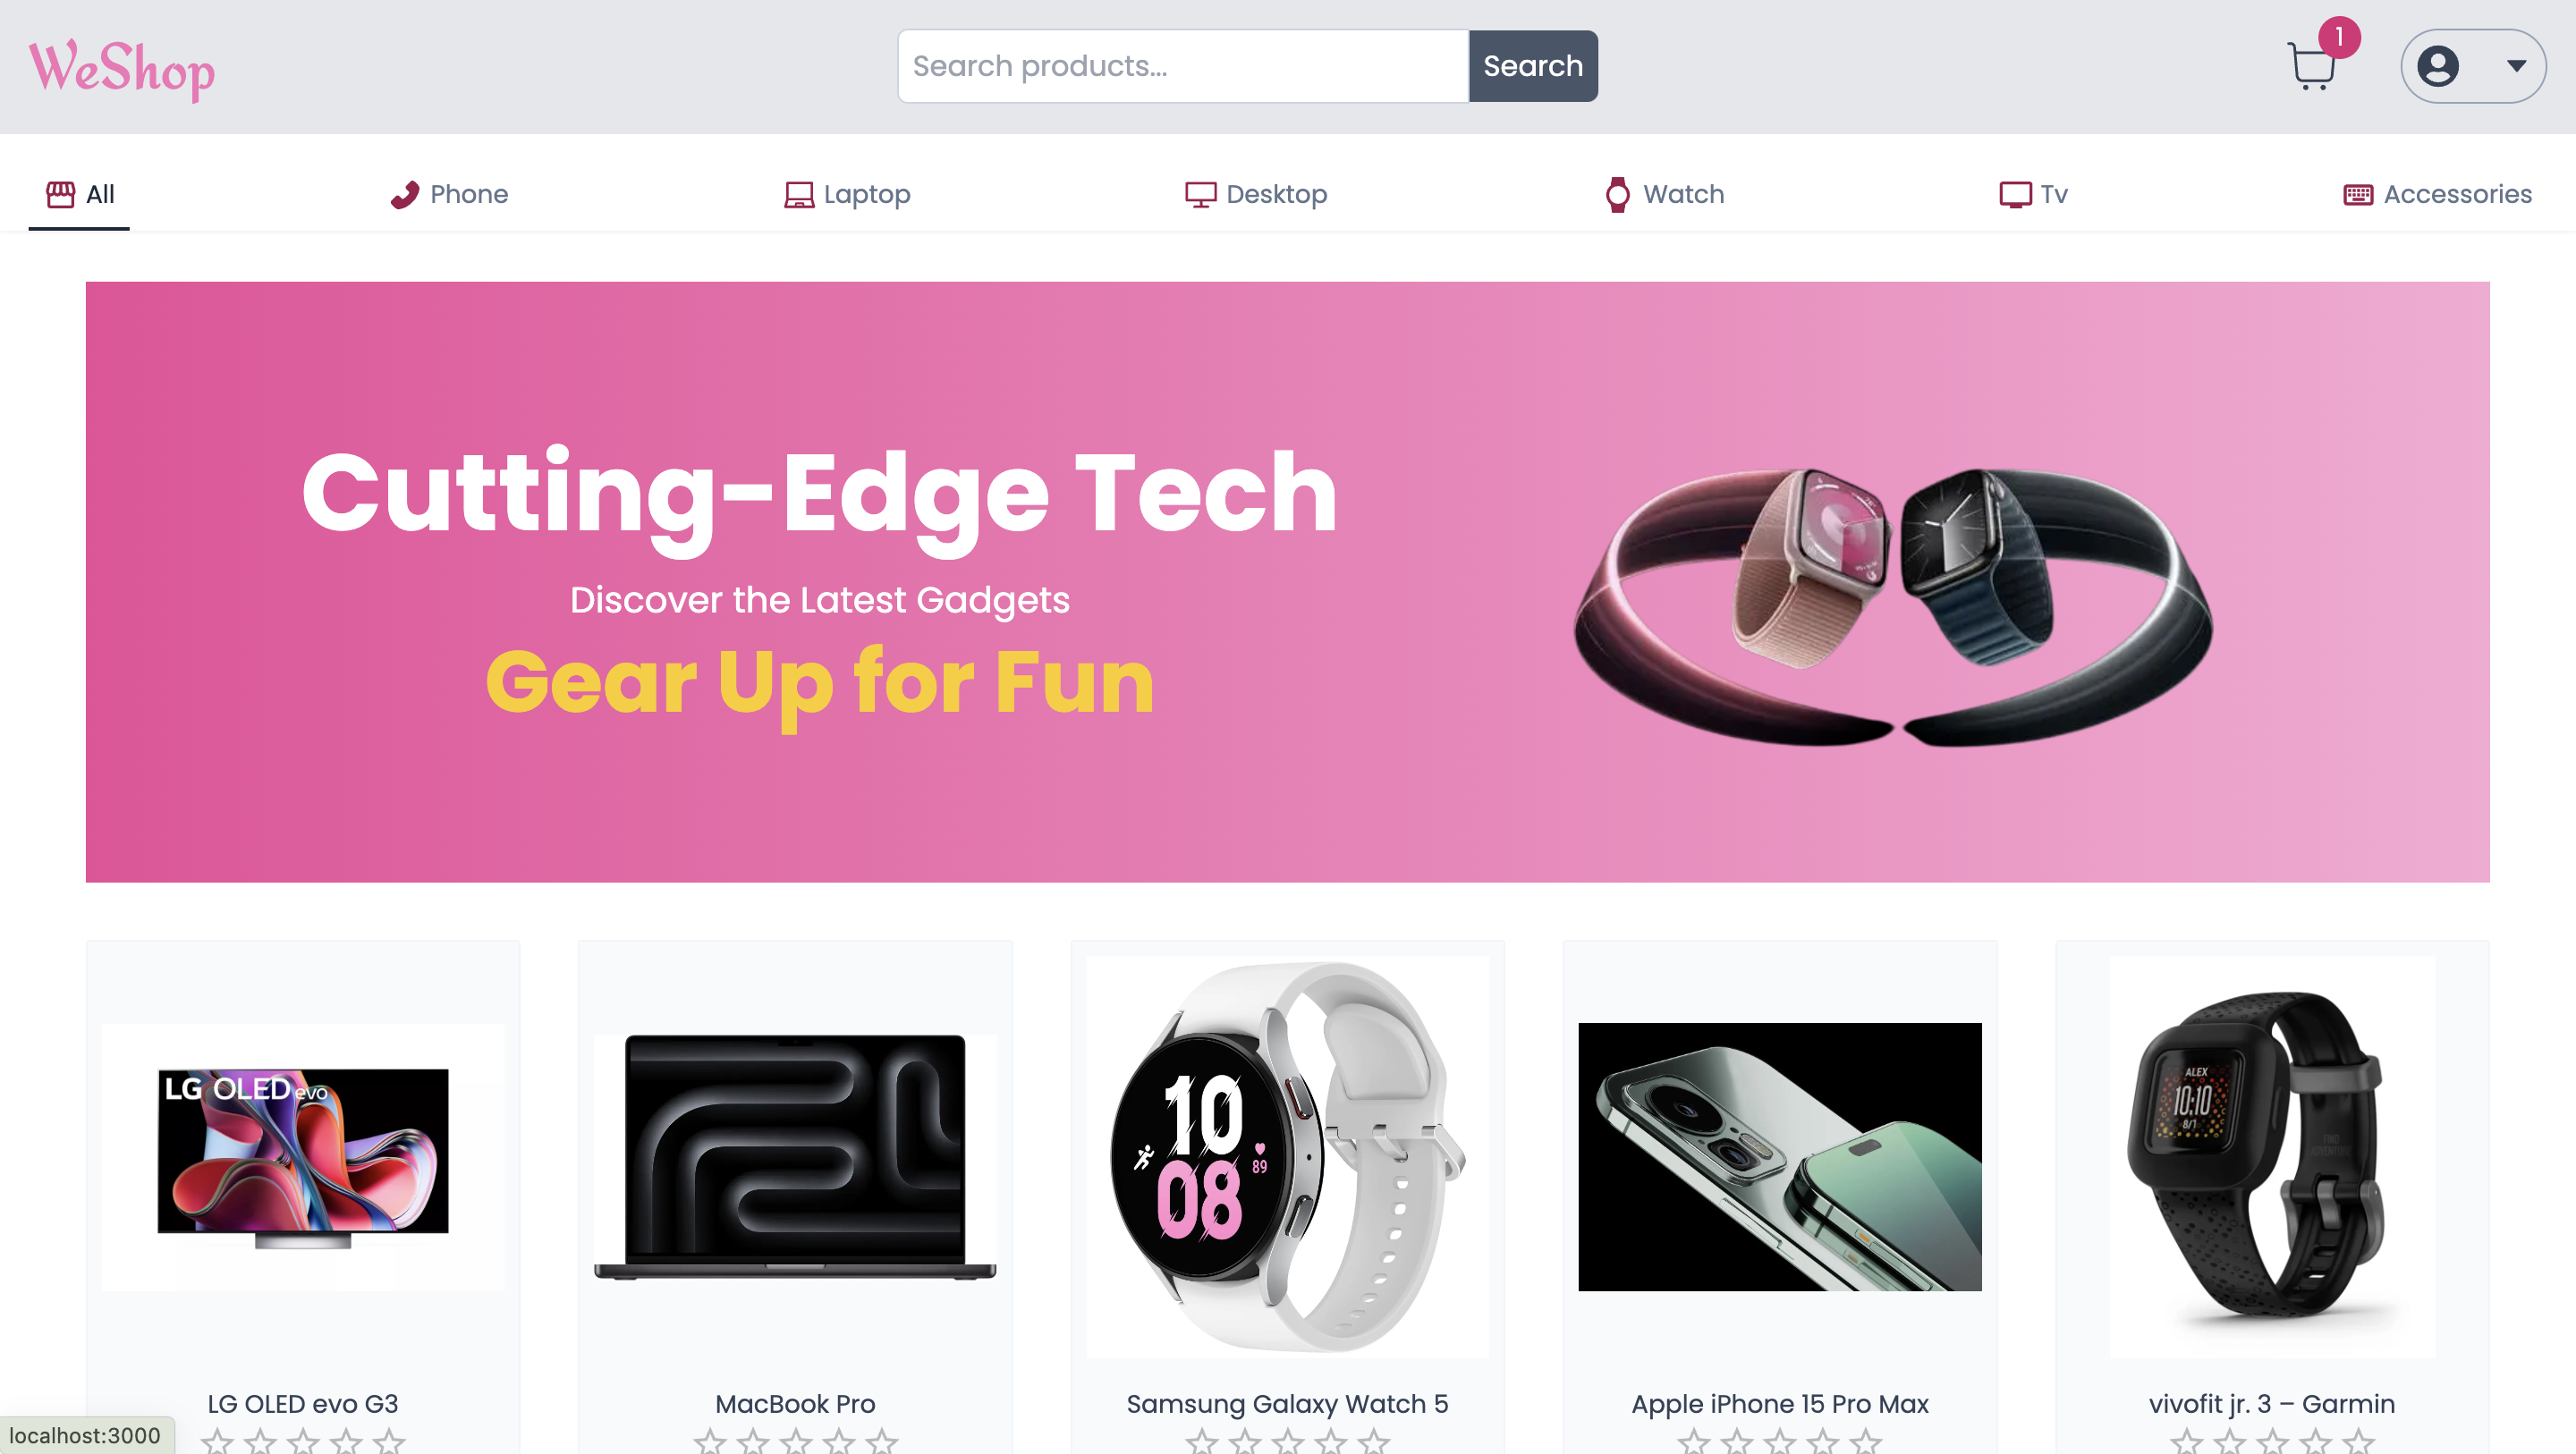 WeShop
Search products...
Search
1
All
Phone
Laptop
Desktop
Watch
Tv
Accessories
Cutting-Edge Tech
Discover the Latest Gadgets
Gear Up for Fun
LG OLED evo
10
08
89
ALEX
10:10
8/1
LG OLED evo G3
MacBook Pro
Samsung Galaxy Watch 5
Apple iPhone 15 Pro Max
vivofit jr. 3 – Garmin
localhost:3000